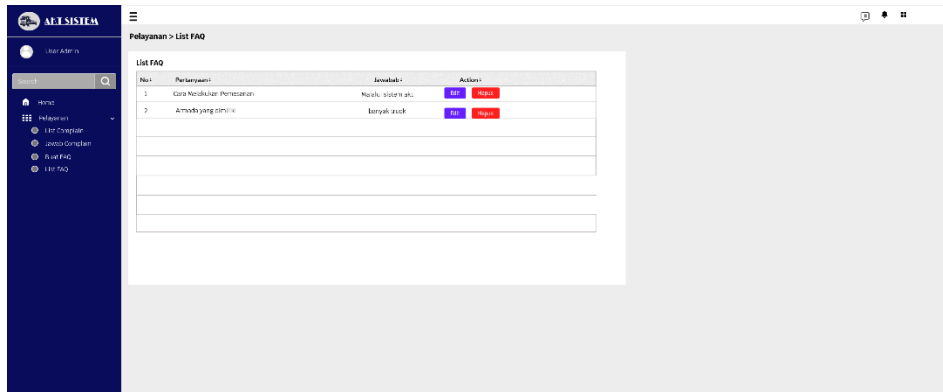 AKT SISTEM
Pelayanan > List FAQ
User Admin
List FAQ
Search
No Pertanyaan Jawabab Action
1 Cara Melakukan Pemesanan Melalui sistem akt Edit Hapus
2 Armada yang dimiliki banyak truck Edit Hapus
Home
Pelayanan
List Complain
Jawab Complain
Buat FAQ
List FAQ